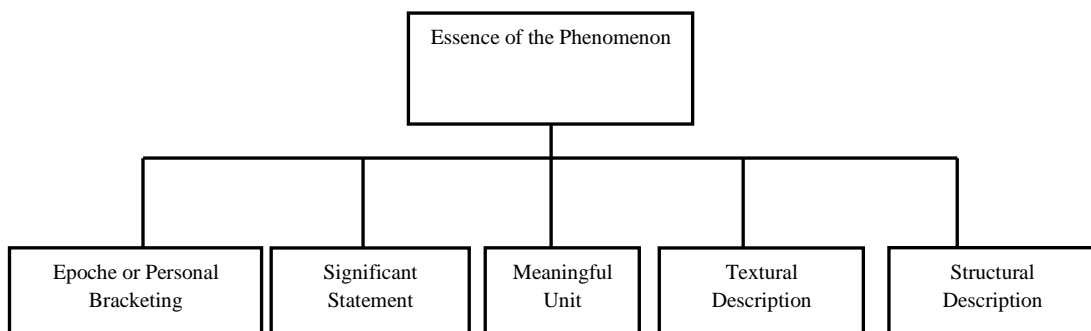 Essence of the Phenomenon
Epoche or Personal
Bracketing
Significant
Statement
Meaningful
Unit
Textural
Description
Structural
Description